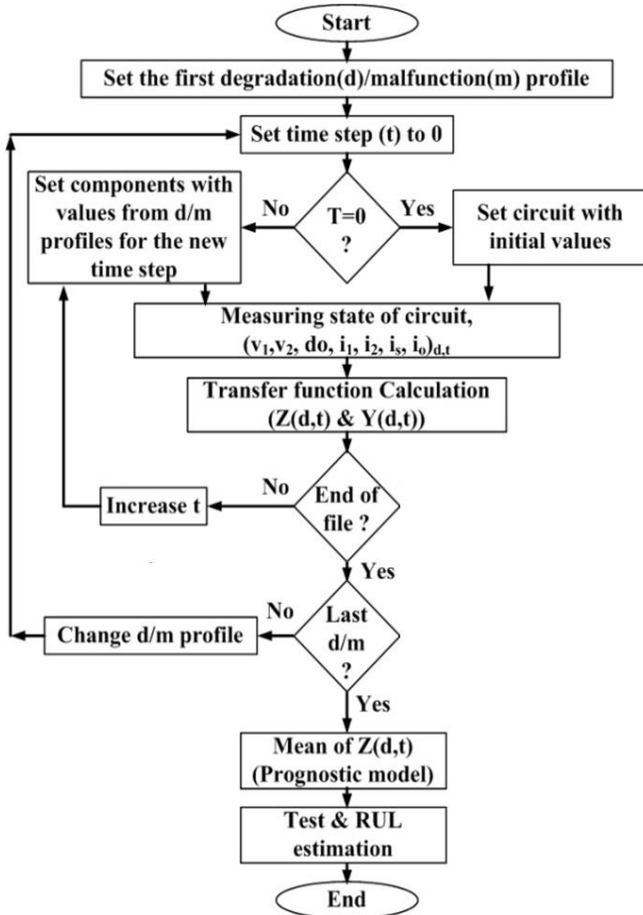 Start
Set the first degradation(d)/malfunction(m) profile
Set time step (t) to 0
Set components with
values from d/m
profiles for the new
time step
No
T=0
?
Yes
Set circuit with
initial values
Measuring state of circuit,
(v₁,v₂, do, i₁, i₂, iₛ, iₒ)d,t
Transfer function Calculation
(Z(d,t) & Y(d,t))
End of
file ?
No
Increase t
Yes
Last
d/m
?
No
Change d/m profile
Yes
Mean of Z(d,t)
(Prognostic model)
Test & RUL
estimation
End